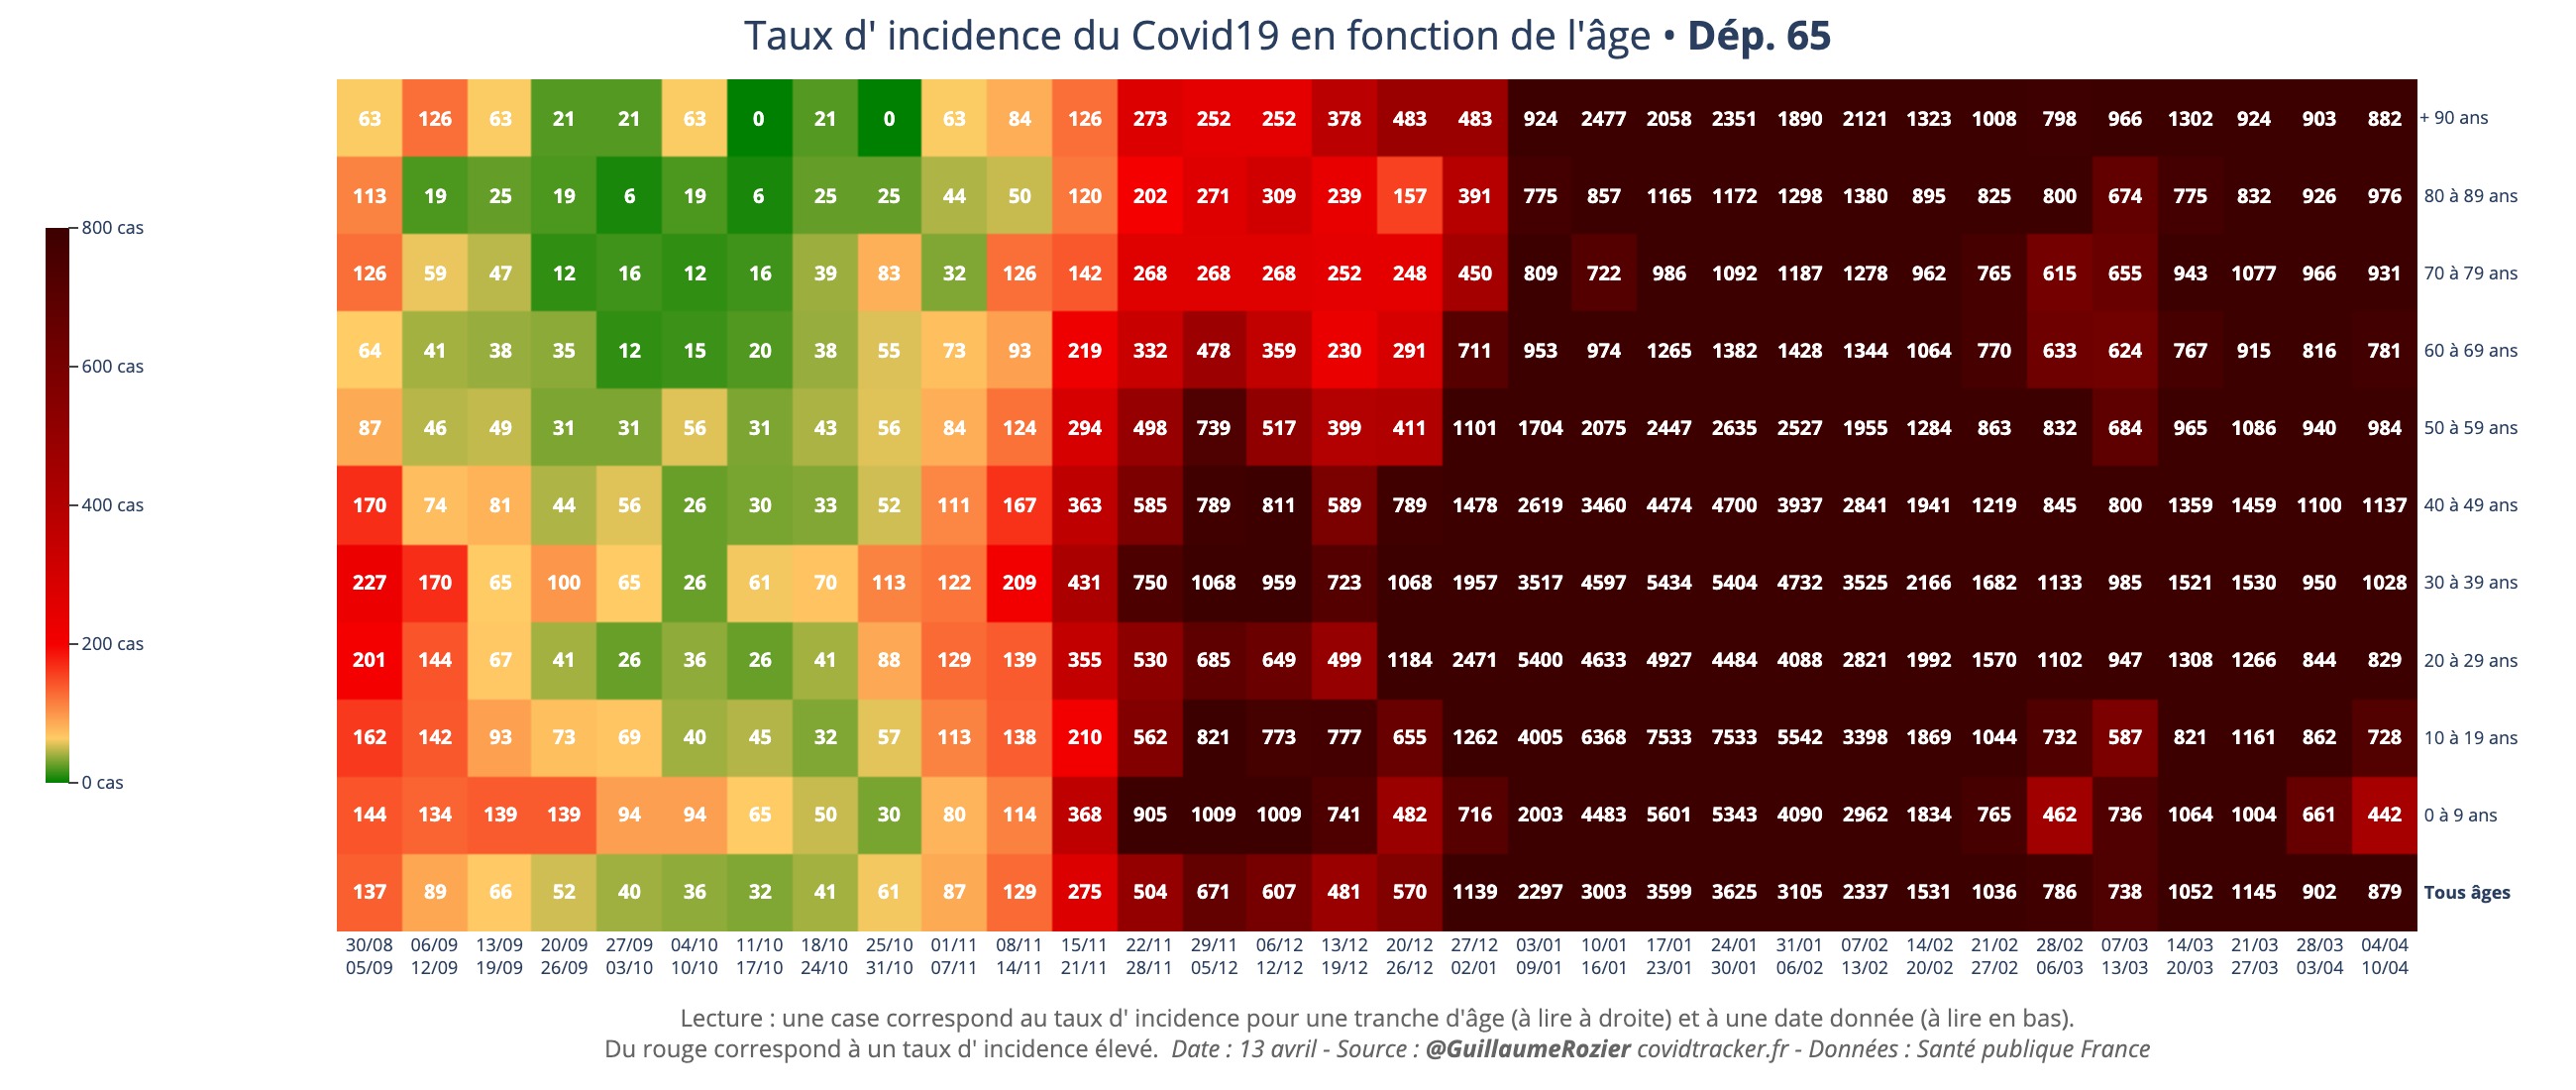 Taux d' incidence du Covid19 en fonction de l'âge • Dép. 65
800 cas
600 cas
400 cas
200 cas
0 cas
63 126 63 21 21 63 0 21 0 63 84 126 273 252 252 378 483 483 924 2477 2058 2351 1890 2121 1323 1008 798 966 1302 924 903 882 + 90 ans
113 19 25 19 6 19 6 25 25 44 50 120 202 271 309 239 157 391 775 857 1165 1172 1298 1380 895 825 800 674 775 832 926 976 80 à 89 ans
126 59 47 12 16 12 16 39 83 32 126 142 268 268 268 252 248 450 809 722 986 1092 1187 1278 962 765 615 655 943 1077 966 931 70 à 79 ans
64 41 38 35 12 15 20 38 55 73 93 219 332 478 359 230 291 711 953 974 1265 1382 1428 1344 1064 770 633 624 767 915 816 781 60 à 69 ans
87 46 49 31 31 56 31 43 56 84 124 294 498 739 517 399 411 1101 1704 2075 2447 2635 2527 1955 1284 863 832 684 965 1086 940 984 50 à 59 ans
170 74 81 44 56 26 30 33 52 111 167 363 585 789 811 589 789 1478 2619 3460 4474 4700 3937 2841 1941 1219 845 800 1359 1459 1100 1137 40 à 49 ans
227 170 65 100 65 26 61 70 113 122 209 431 750 1068 959 723 1068 1957 3517 4597 5434 5404 4732 3525 2166 1682 1133 985 1521 1530 950 1028 30 à 39 ans
201 144 67 41 26 36 26 41 88 129 139 355 530 685 649 499 1184 2471 5400 4633 4927 4484 4088 2821 1992 1570 1102 947 1308 1266 844 829 20 à 29 ans
162 142 93 73 69 40 45 32 57 113 138 210 562 821 773 777 655 1262 4005 6368 7533 7533 5542 3398 1869 1044 732 587 821 1161 862 728 10 à 19 ans
144 134 139 139 94 94 65 50 30 80 114 368 905 1009 1009 741 482 716 2003 4483 5601 5343 4090 2962 1834 765 462 736 1064 1004 661 442 0 à 9 ans
137 89 66 52 40 36 32 41 61 87 129 275 504 671 607 481 570 1139 2297 3003 3599 3625 3105 2337 1531 1036 786 738 1052 1145 902 879 Tous âges
30/08 06/09 13/09 20/09 27/09 04/10 11/10 18/10 25/10 01/11 08/11 15/11 22/11 29/11 06/12 13/12 20/12 27/12 03/01 10/01 17/01 24/01 31/01 07/02 14/02 21/02 28/02 07/03 14/03 21/03 28/03 04/04
05/09 12/09 19/09 26/09 03/10 10/10 17/10 24/10 31/10 07/11 14/11 21/11 28/11 05/12 12/12 19/12 26/12 02/01 09/01 16/01 23/01 30/01 06/02 13/02 20/02 27/02 06/03 13/03 20/03 27/03 03/04 10/04
Lecture : une case correspond au taux d' incidence pour une tranche d'âge (à lire à droite) et à une date donnée (à lire en bas).
Du rouge correspond à un taux d' incidence élevé. Date : 13 avril - Source : @GuillaumeRozier covidtracker.fr - Données : Santé publique France